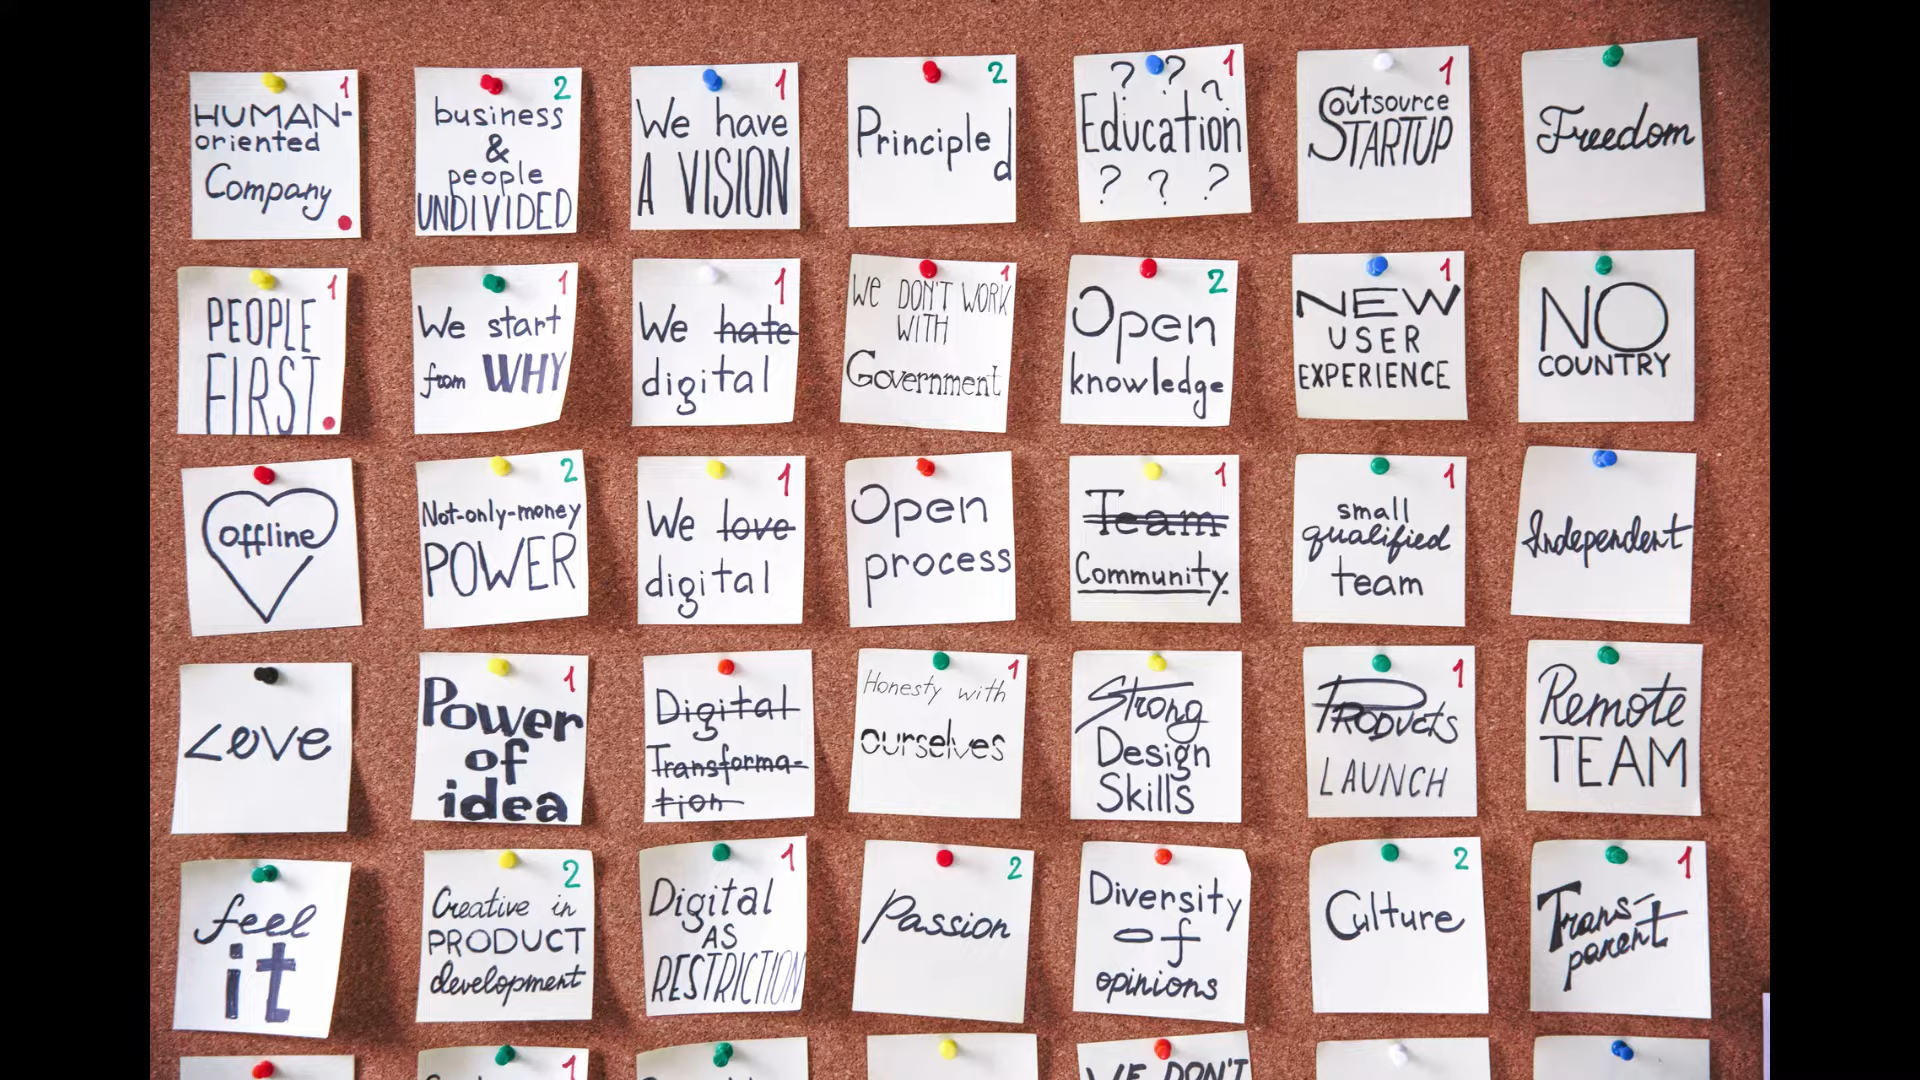 1
HUMAN-
oriented
Company
2
business
&
people
UNDIVIDED
1
We have
A VISION
2
Principled
1
? ? ?
Education
? ? ?
1
Outsource
STARTUP
Freedom
1
PEOPLE
FIRST.
1
We start
from WHY
1
We hate
digital
1
We DON'T WORK
WITH
Government
2
Open
knowledge
1
NEW
USER
EXPERIENCE
NO
COUNTRY
offline
2
Not-only-money
POWER
1
We love
digital
Open
process
1
Team
Community.
1
small
qualified
team
Independent
Love
1
Power
of
idea
Digital
Transforma-
tion
1
Honesty with
ourselves
Strong
Design
Skills
1
PRODUCTS
LAUNCH
Remote
TEAM
feel
it
2
Creative in
PRODUCT
development
1
Digital
AS
RESTRICTION
2
Passion
Diversity
of
opinions
2
Culture
1
Trans-
parent
1
WE DON'T